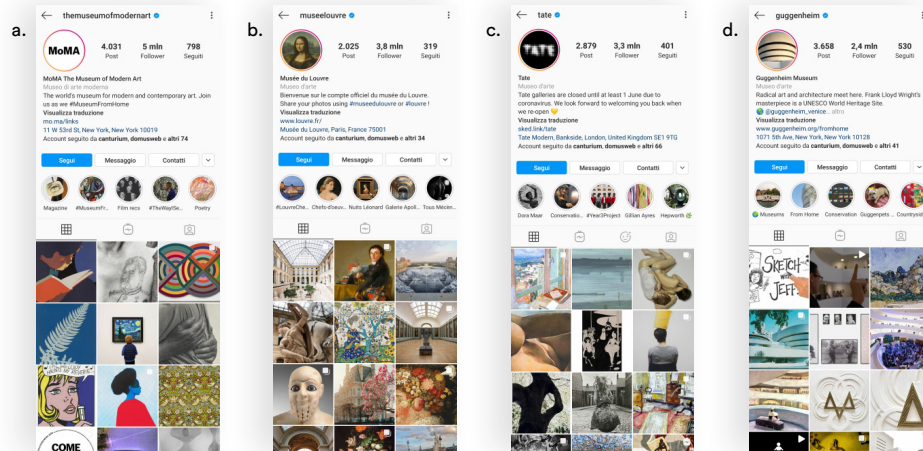 a.
themuseumofmodernart
MoMA
4.031 5 mln 798
Post Follower Seguiti
MoMA The Museum of Modern Art
Museo di arte moderna
The world's museum for modern and contemporary art. Join
us as we #MuseumFromHome
Visualizza traduzione
mo.ma/links
11 W 53rd St, New York, New York 10019
Account seguito da canturium, domusweb e altri 74
Segui Messaggio Contatti
Magazine #MuseumFr... Film recs #TheWayISe... Poetry
COME
b.
museelouvre
2.025 3,8 mln 319
Post Follower Seguiti
Musée du Louvre
Museo d'arte
Bienvenue sur le compte officiel du musée du Louvre.
Share your photos using #museedulouvre or #louvre !
Visualizza traduzione
www.louvre.fr/
Musée du Louvre, Paris, France 75001
Account seguito da canturium, domusweb e altri 34
Segui Messaggio Contatti
#LouvreChe... Chefs-d'oeuv... Nuits Léonard Galerie Apoll... Tous Mécèn...
c.
tate
TATE
2.879 3,3 mln 401
Post Follower Seguiti
Tate
Museo d'arte
Tate galleries are closed until at least 1 June due to
coronavirus. We look forward to welcoming you back when
we re-open 💛
Visualizza traduzione
sked.link/tate
Tate Modern, Bankside, London, United Kingdom SE1 9TG
Account seguito da canturium, domusweb e altri 66
Segui Messaggio Contatti
Dora Maar Conservatio... #Year3Project Gillian Ayres Hepworth 🌿
d.
guggenheim
3.658 2,4 mln 530
Post Follower Seguiti
Guggenheim Museum
Museo d'arte
Radical art and architecture meet here. Frank Lloyd Wright's
masterpiece is a UNESCO World Heritage Site.
🌍 @guggenheim_venice... altro
Visualizza traduzione
www.guggenheim.org/fromhome
1071 5th Ave, New York, New York 10128
Account seguito da canturium, domusweb e altri 41
Segui Messaggio Contatti
🌍 Museums From Home Conservation Guggenpets ... Countrysid
SKETCH
WITH
JEFF